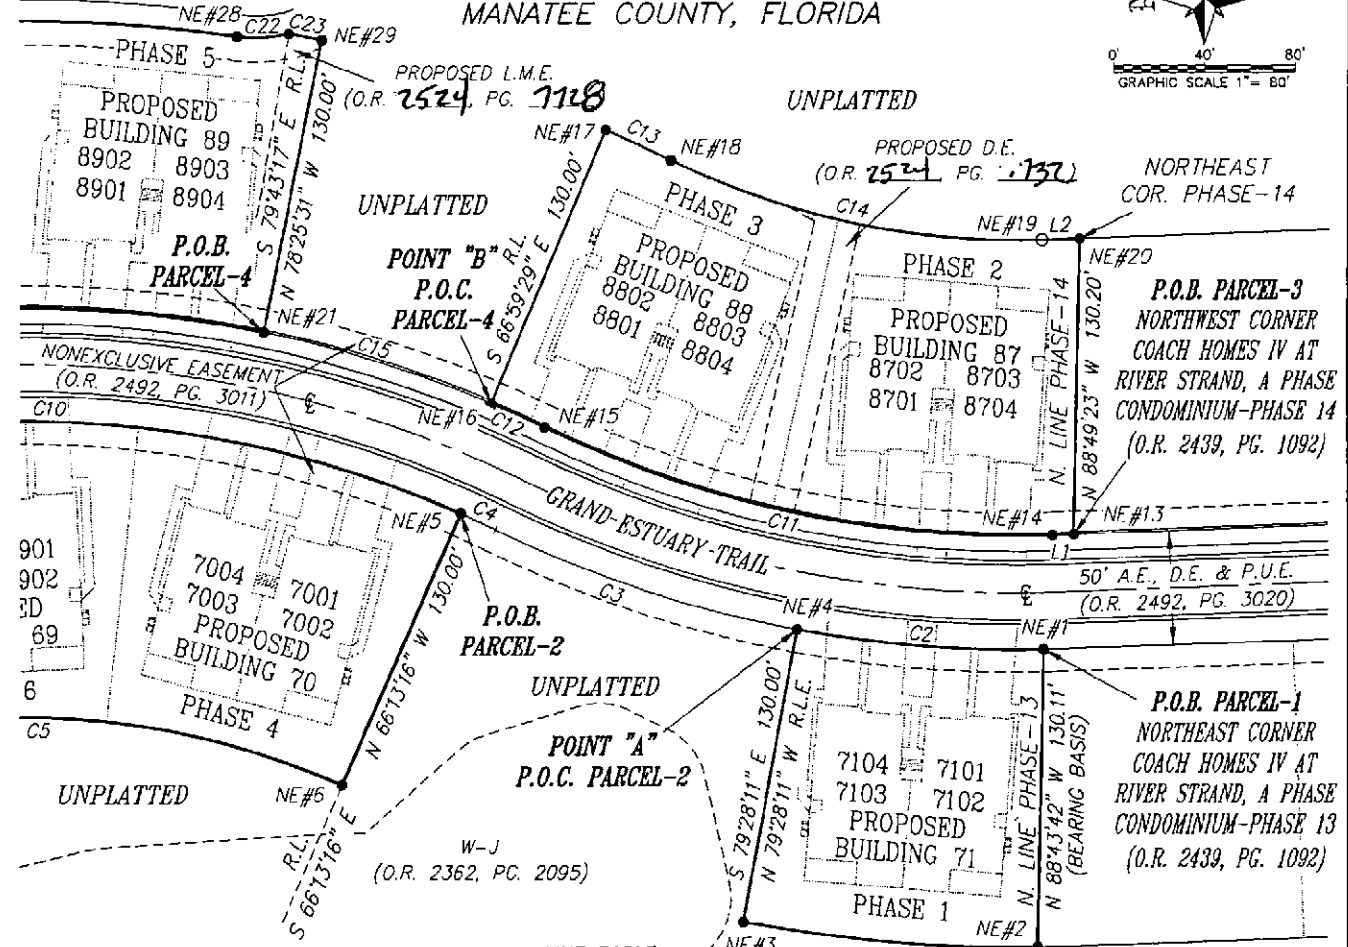 MANATEE COUNTY, FLORIDA
0' 40' 80'
GRAPHIC SCALE 1"= 80'
NE#28
C22
C23
NE#29
PHASE 5
R.L.
PROPOSED L.M.E.
(O.R. 2524, PG. 7728
PROPOSED
BUILDING 89
8902 8903
8901 8904
S 79°43'17" E
N 78°25'31" W 130.00'
UNPLATTED
NE#17
C13
NE#18
UNPLATTED
PROPOSED D.E.
(O.R. 2524 PG. 7732)
NORTHEAST
COR. PHASE-14
C14
NE#19
L2
NE#20
P.O.B.
PARCEL-4
POINT "B"
P.O.C.
PARCEL-4
R.L.
S 66°59'29" E 130.00'
PHASE 3
PROPOSED
BUILDING 88
8802 8803
8801 8804
PHASE 2
PROPOSED
BUILDING 87
8702 8703
8701 8704
N. LINE PHASE-14
N 88°49'23" W 130.20'
P.O.B. PARCEL-3
NORTHWEST CORNER
COACH HOMES IV AT
RIVER STRAND, A PHASE
CONDOMINIUM-PHASE 14
(O.R. 2439, PG. 1092)
NE#21
C15
NONEXCLUSIVE EASEMENT
(O.R. 2492, PG. 3011)
C10
NE#16
C12
NE#15
C11
NE#14
NE#13
L1
GRAND ESTUARY TRAIL
50' A.E., D.E. & P.U.E.
(O.R. 2492, PG. 3020)
NE#5
C4
C3
NE#4
C2
NE#1
901
902
ED
69
6
7004 7001
7003 7002
PROPOSED
BUILDING 70
PHASE 4
N 66°13'16" W 130.00'
P.O.B.
PARCEL-2
C5
UNPLATTED
NE#6
R.L.
S 66°13'16" E
UNPLATTED
POINT "A"
P.O.C. PARCEL-2
W-J
(O.R. 2362, PG. 2095)
S 79°28'11" E 130.00'
N 79°28'11" W R.L.E.
7104 7101
7103 7102
PROPOSED
BUILDING 71
PHASE 1
N. LINE PHASE-13
N 88°43'42" W 130.11'
(BEARING BASIS)
P.O.B. PARCEL-1
NORTHEAST CORNER
COACH HOMES IV AT
RIVER STRAND, A PHASE
CONDOMINIUM-PHASE 13
(O.R. 2439, PG. 1092)
NE#3
NE#2